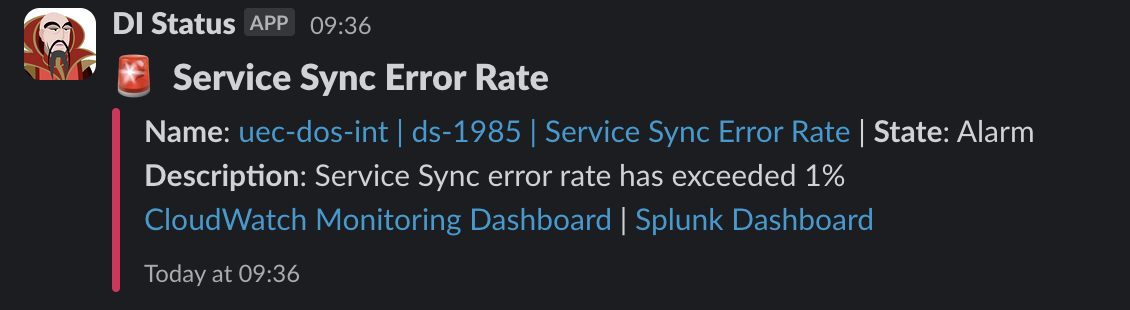 DI Status APP 09:36
Service Sync Error Rate
Name: uec-dos-int | ds-1985 | Service Sync Error Rate | State: Alarm
Description: Service Sync error rate has exceeded 1%
CloudWatch Monitoring Dashboard | Splunk Dashboard
Today at 09:36